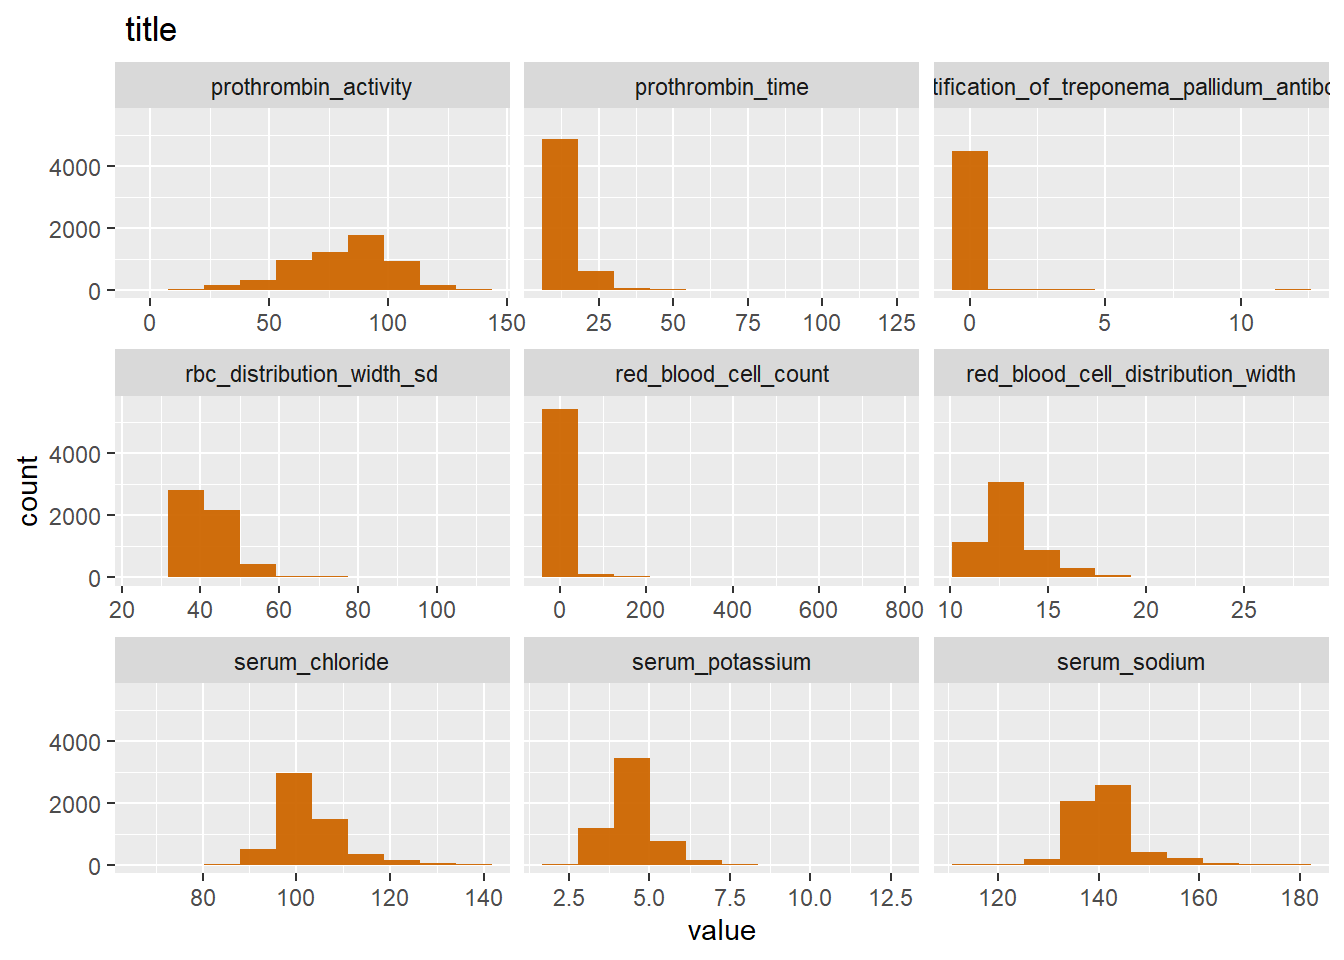 title
prothrombin_activity prothrombin_time tification_of_treponema_pallidum_antibo
4000
2000
0
0 50 100 150 25 50 75 100 125 0 5 10
rbc_distribution_width_sd red_blood_cell_count red_blood_cell_distribution_width
4000
2000
0
20 40 60 80 100 0 200 400 600 800 10 15 20 25
count
serum_chloride serum_potassium serum_sodium
4000
2000
0
80 100 120 140 2.5 5.0 7.5 10.0 12.5 120 140 160 180
value